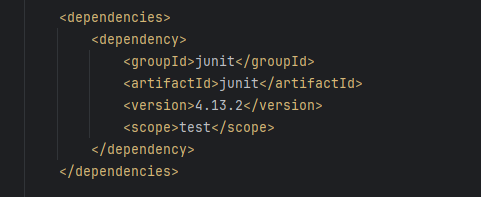 <dependencies>
<dependency>
<groupId>junit</groupId>
<artifactId>junit</artifactId>
<version>4.13.2</version>
<scope>test</scope>
</dependency>
</dependencies>